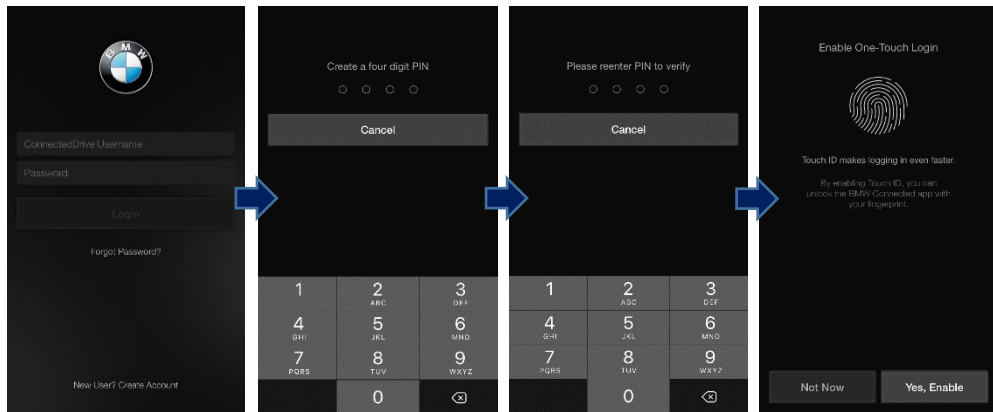 BMW
ConnectedDrive Username
Password
Login
Forgot Password?
New User? Create Account
Create a four digit PIN
Cancel
1
2
ABC
3
DEF
4
GHI
5
JKL
6
MNO
7
PQRS
8
TUV
9
WXYZ
0
Please reenter PIN to verify
Cancel
1
2
ABC
3
DEF
4
GHI
5
JKL
6
MNO
7
PQRS
8
TUV
9
WXYZ
0
Enable One-Touch Login
Touch ID makes logging in even faster.
By enabling Touch ID, you can
unlock the BMW Connected app with
your fingerprint.
Not Now
Yes, Enable